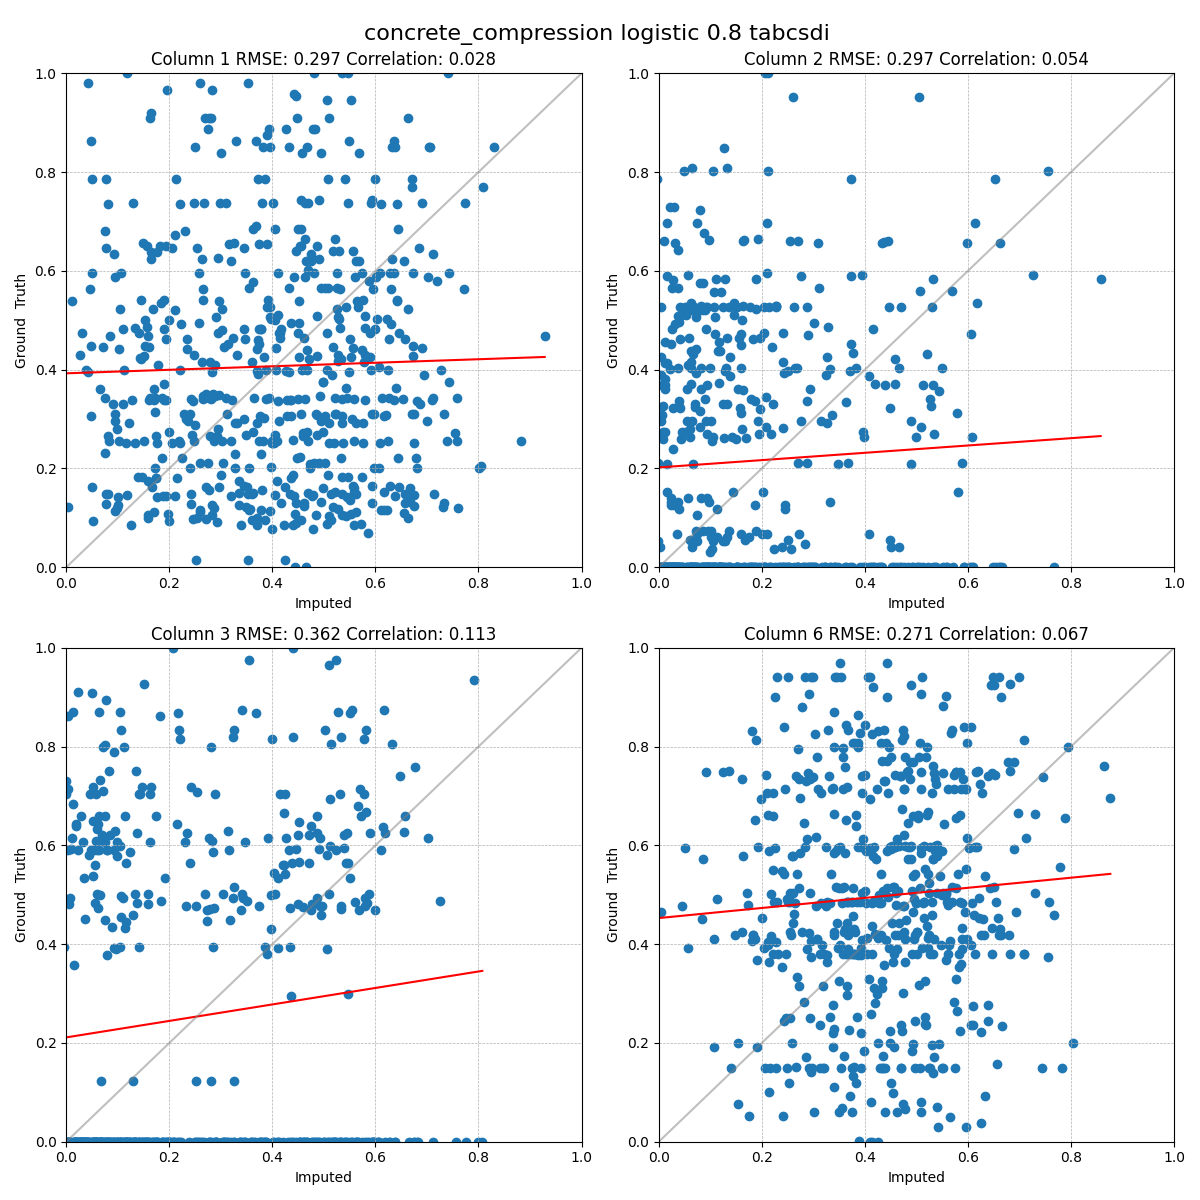 concrete_compression logistic 0.8 tabcsdi
Column 1 RMSE: 0.297 Correlation: 0.028
Column 2 RMSE: 0.297 Correlation: 0.054
1.0
0.8
0.6
0.4
0.2
0.0
Ground Truth
0.0 0.2 0.4 0.6 0.8 1.0
Imputed
1.0
0.8
0.6
0.4
0.2
0.0
Ground Truth
0.0 0.2 0.4 0.6 0.8 1.0
Imputed
Column 3 RMSE: 0.362 Correlation: 0.113
Column 6 RMSE: 0.271 Correlation: 0.067
1.0
0.8
0.6
0.4
0.2
0.0
Ground Truth
0.0 0.2 0.4 0.6 0.8 1.0
Imputed
1.0
0.8
0.6
0.4
0.2
0.0
Ground Truth
0.0 0.2 0.4 0.6 0.8 1.0
Imputed